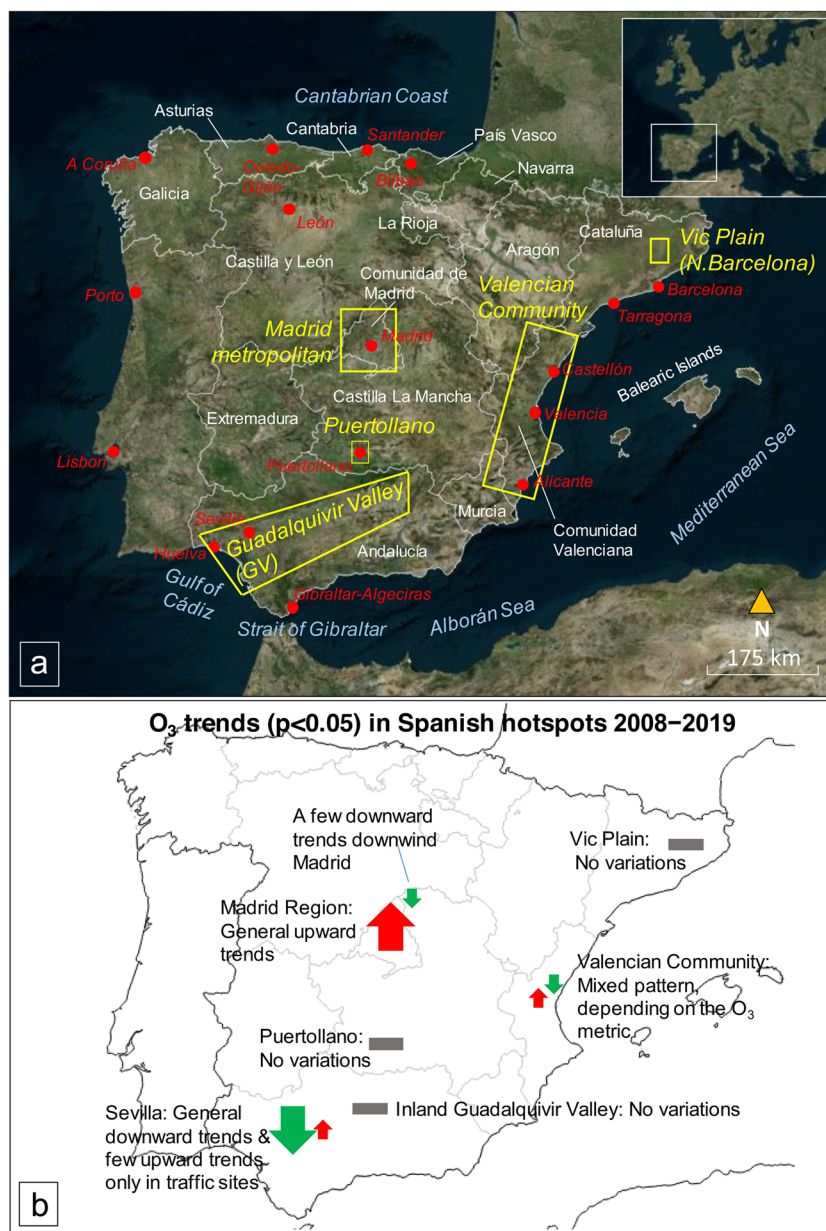 Cantabrian Coast
Asturias
Cantabria
Santander
País Vasco
A Coruña
Oviedo-
Gijón
Bilbao
Navarra
Galicia
León
La Rioja
Aragón
Cataluña
Vic Plain
(N.Barcelona)
Castilla y León
Comunidad de
Madrid
Valencian
Community
Porto
Barcelona
Tarragona
Madrid
metropolitan
Madrid
Castellón
Balearic Islands
Castilla La Mancha
Extremadura
Valencia
Puertollano
Lisbon
Puertollano
Alicante
Mediterranean Sea
Murcia
Sevilla
Guadalquivir Valley
(GV)
Huelva
Andalucía
Comunidad
Valenciana
Gulf of
Cádiz
Gibraltar-Algeciras
Strait of Gibraltar
Alborán Sea
N
175 km
a
O₃ trends (p<0.05) in Spanish hotspots 2008−2019
A few downward
trends downwind
Madrid
Vic Plain:
No variations
Madrid Region:
General upward
trends
Valencian Community:
Mixed pattern,
depending on the O₃
metric
Puertollano:
No variations
Inland Guadalquivir Valley: No variations
Sevilla: General
downward trends &
few upward trends
only in traffic sites
b